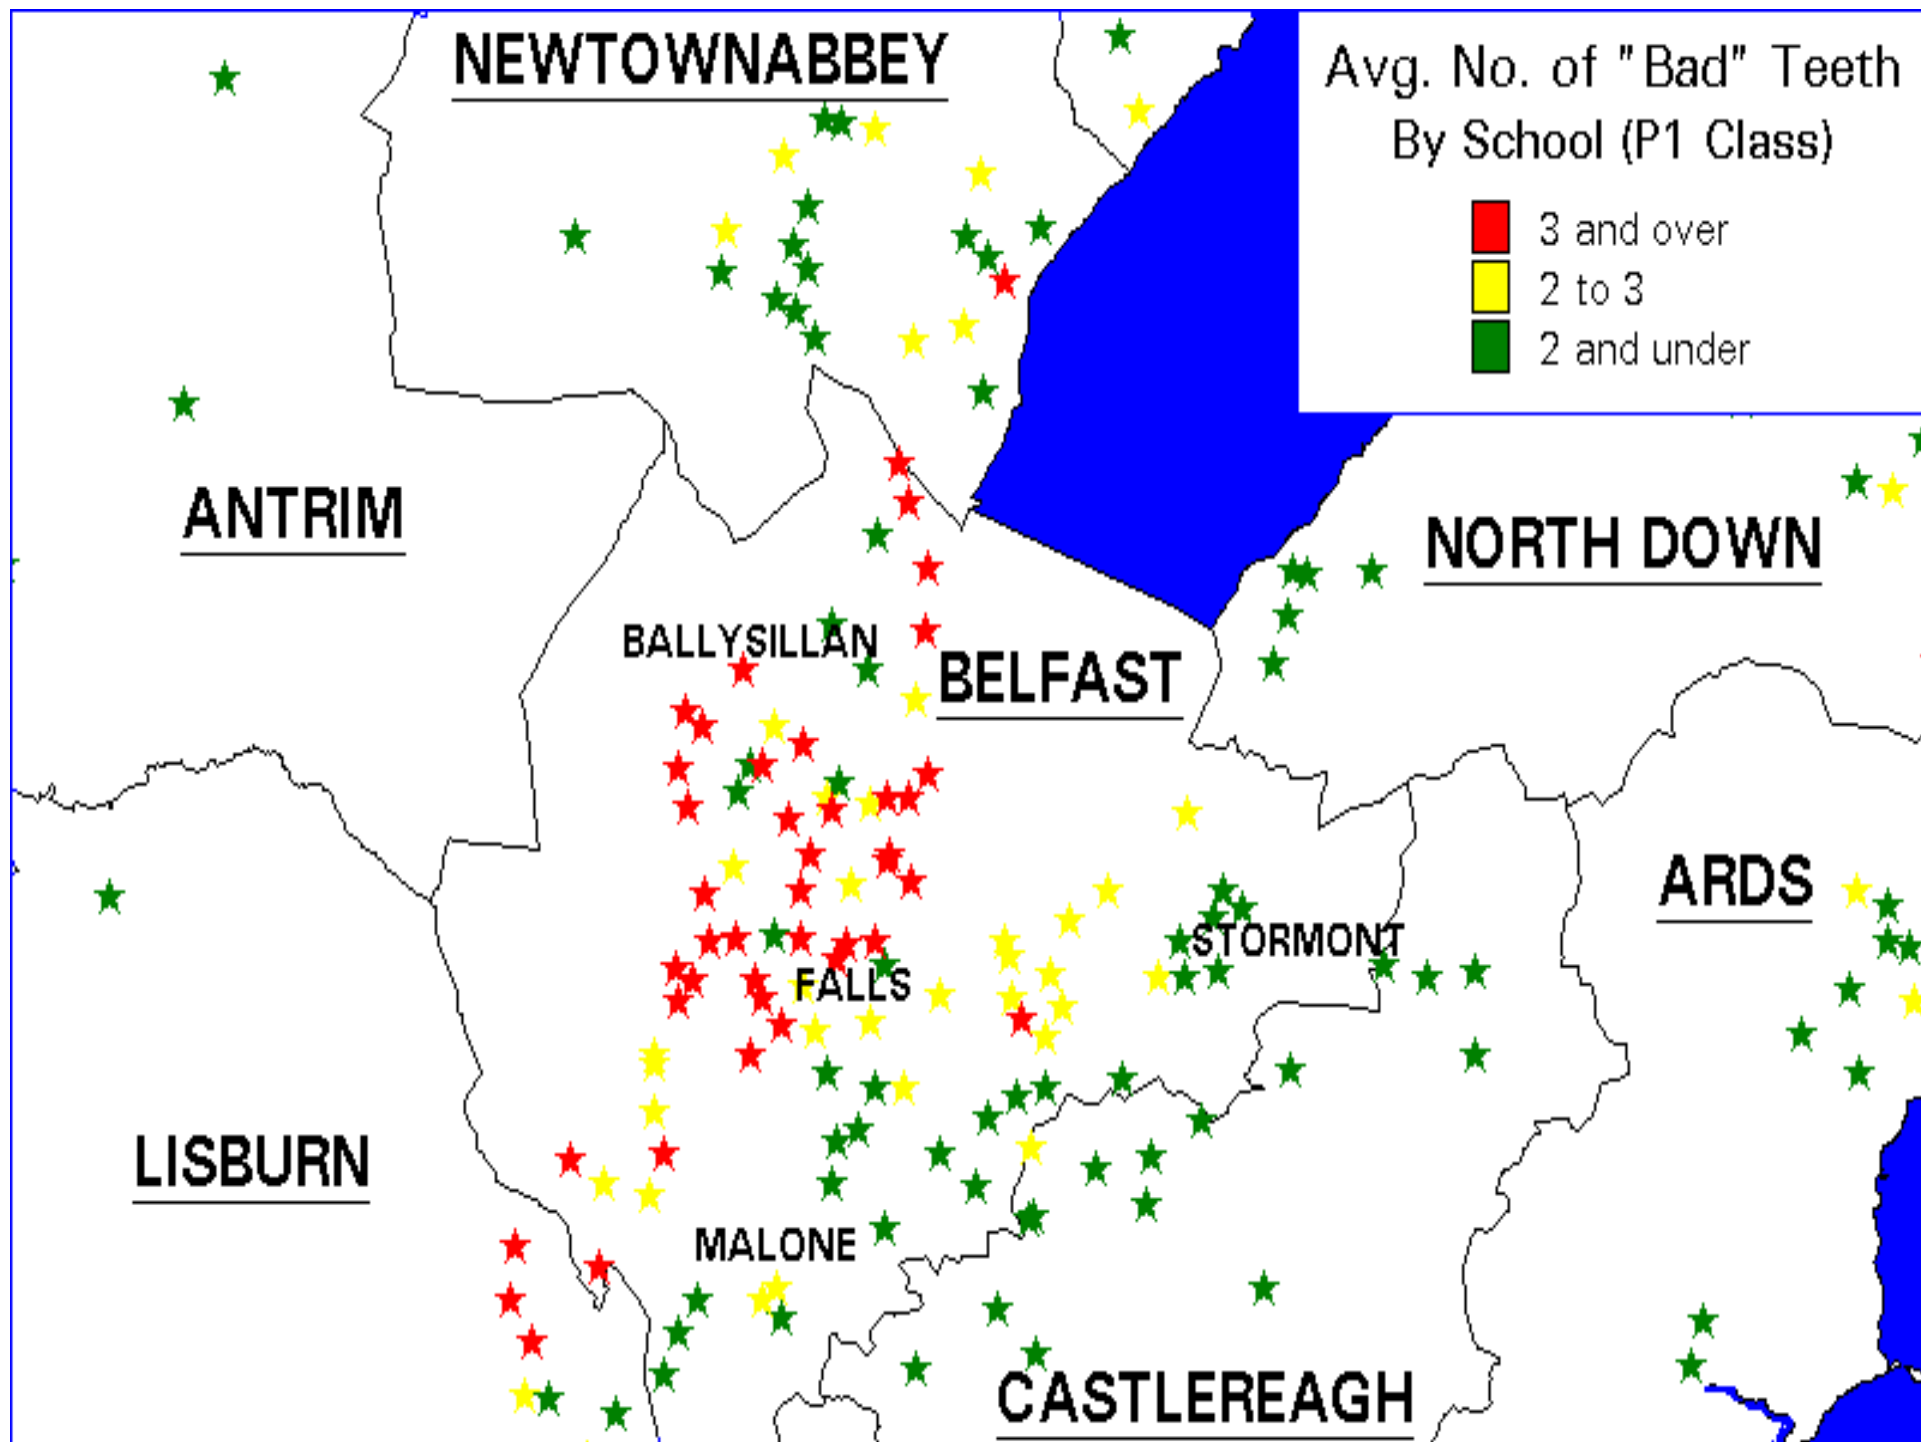 NEWTOWNABBEY
Avg. No. of "Bad" Teeth
By School (P1 Class)
3 and over
2 to 3
2 and under
ANTRIM
NORTH DOWN
BALLYSILLAN
BELFAST
ARDS
STORMONT
FALLS
LISBURN
MALONE
CASTLEREAGH